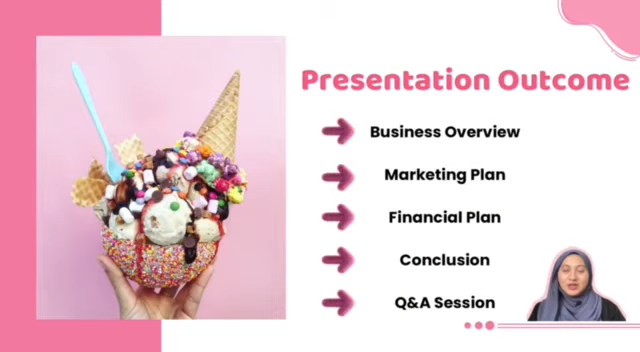 Presentation Outcome
Business Overview
Marketing Plan
Financial Plan
Conclusion
Q&A Session